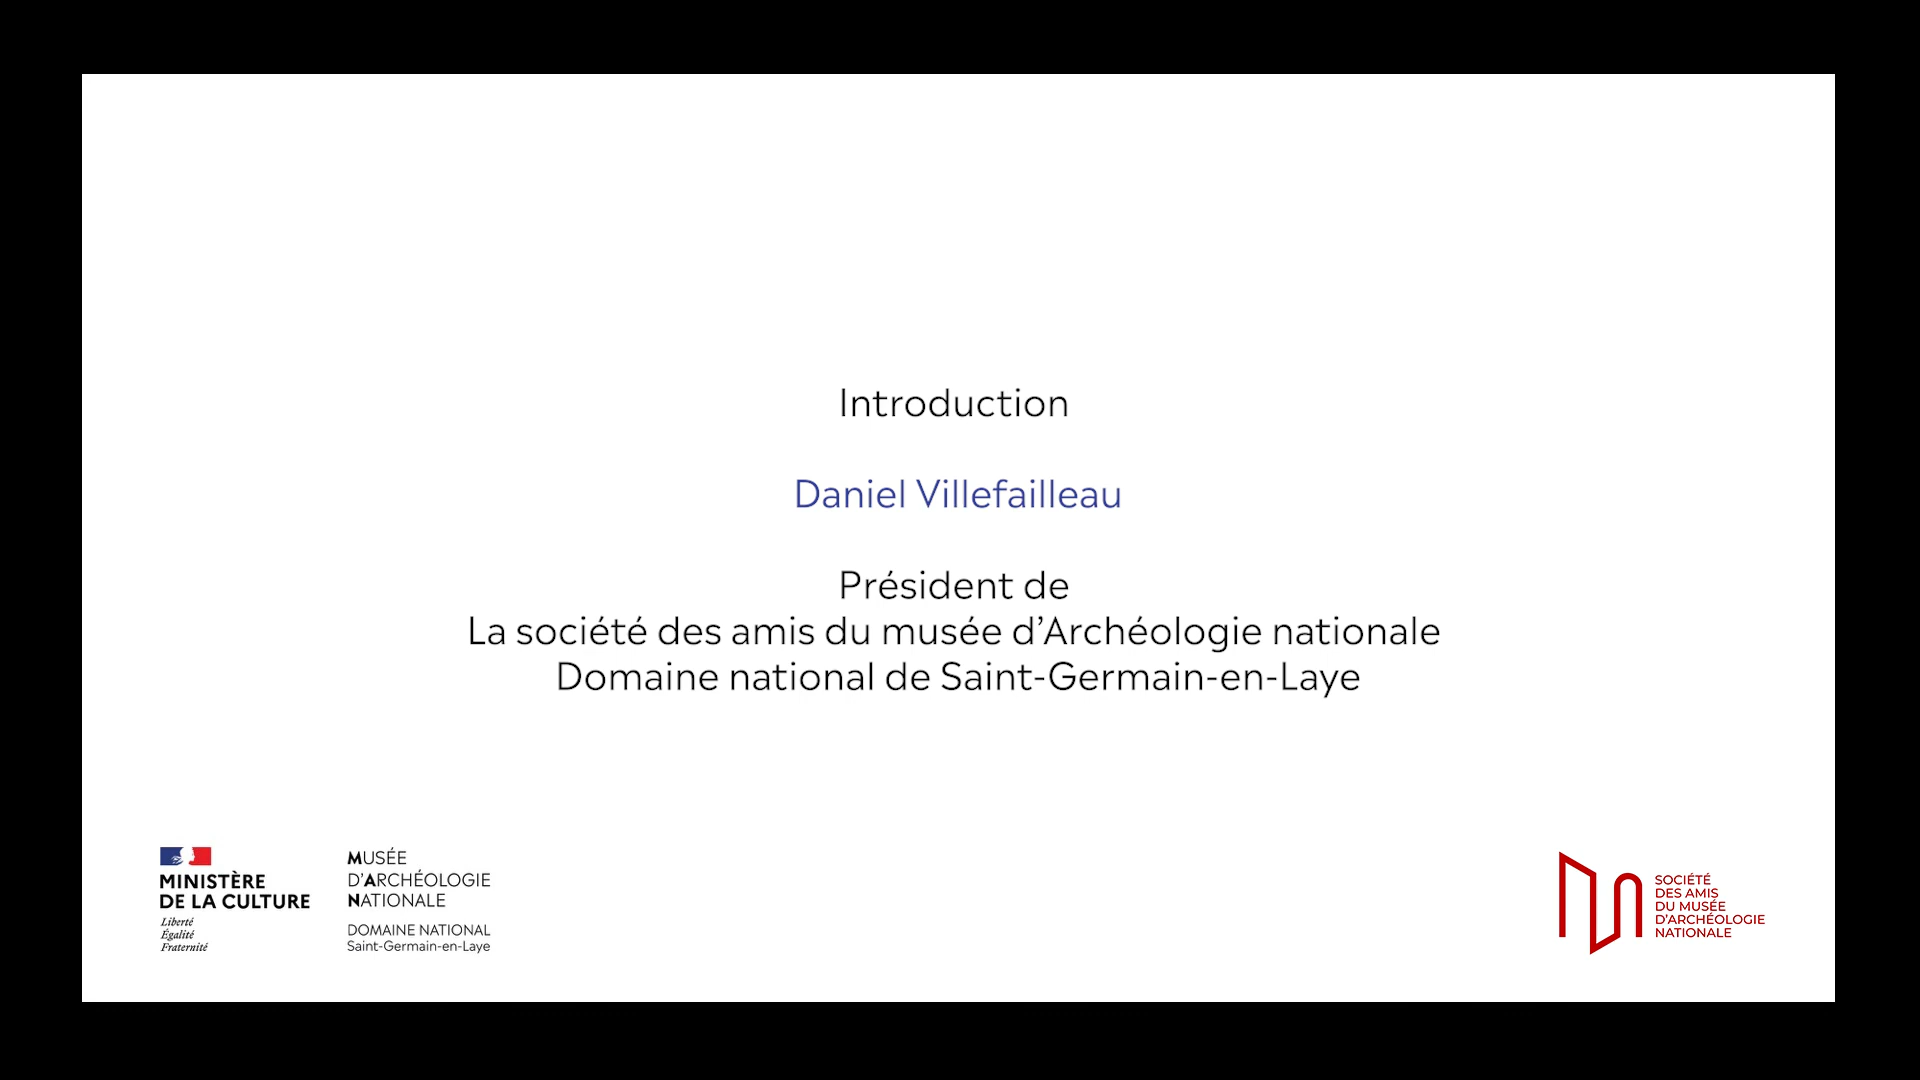 Introduction
Daniel Villefailleau
Président de
La société des amis du musée d’Archéologie nationale
Domaine national de Saint-Germain-en-Laye
MINISTÈRE
DE LA CULTURE
Liberté
Égalité
Fraternité
MUSÉE
D’ARCHÉOLOGIE
NATIONALE
DOMAINE NATIONAL
Saint-Germain-en-Laye
SOCIÉTÉ
DES AMIS
DU MUSÉE
D’ARCHÉOLOGIE
NATIONALE